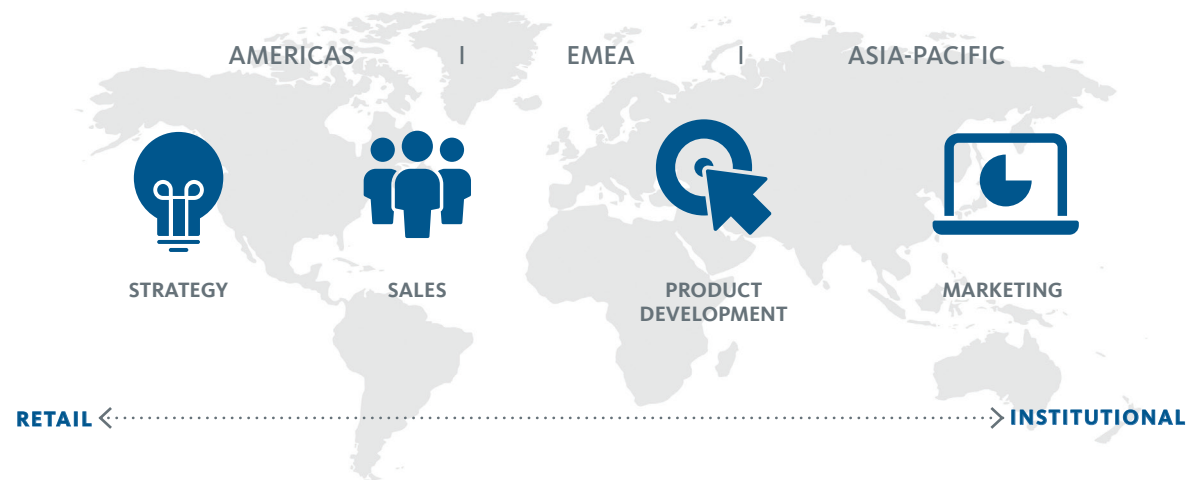 AMERICAS | EMEA | ASIA-PACIFIC
STRATEGY
SALES
PRODUCT
DEVELOPMENT
MARKETING
RETAIL
INSTITUTIONAL